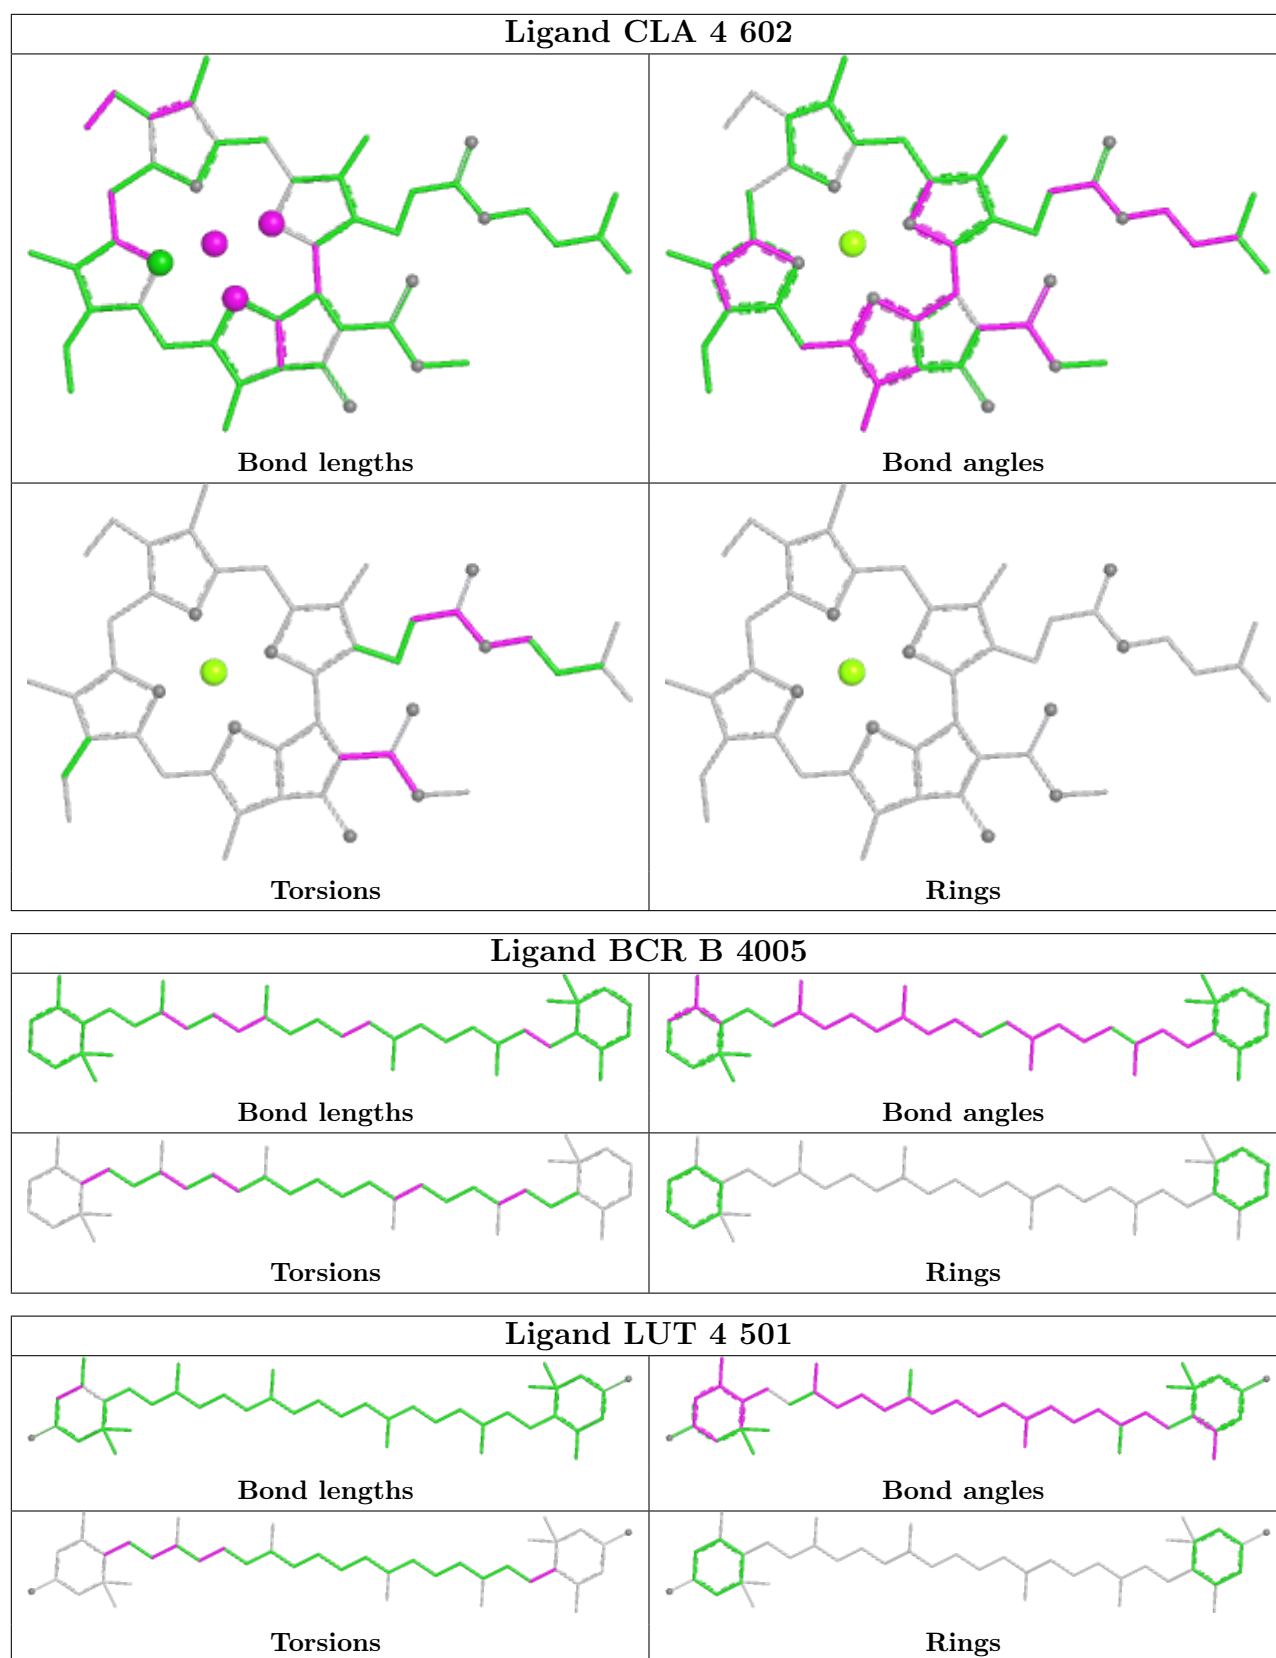 Ligand CLA 4 602
Bond lengths
Bond angles
Torsions
Rings
Ligand BCR B 4005
Bond lengths
Bond angles
Torsions
Rings
Ligand LUT 4 501
Bond lengths
Bond angles
Torsions
Rings